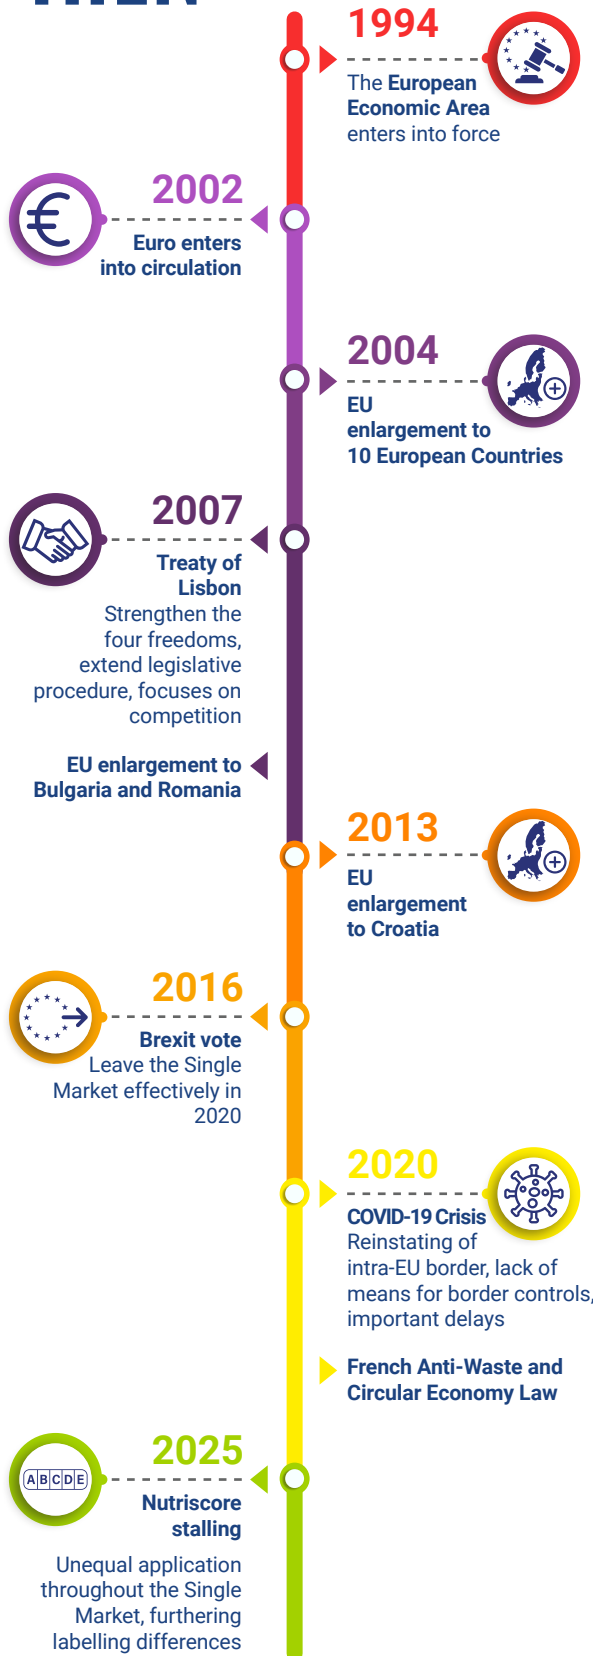 1994
The European
Economic Area
enters into force
2002
Euro enters
into circulation
2004
EU
enlargement to
10 European Countries
2007
Treaty of
Lisbon
Strengthen the
four freedoms,
extend legislative
procedure, focuses on
competition
EU enlargement to
Bulgaria and Romania
2013
EU
enlargement
to Croatia
2016
Brexit vote
Leave the Single
Market effectively in
2020
2020
COVID-19 Crisis
Reinstating of
intra-EU border, lack of
means for border controls,
important delays
French Anti-Waste and
Circular Economy Law
2025
A B C D E
Nutriscore
stalling
Unequal application
throughout the Single
Market, furthering
labelling differences